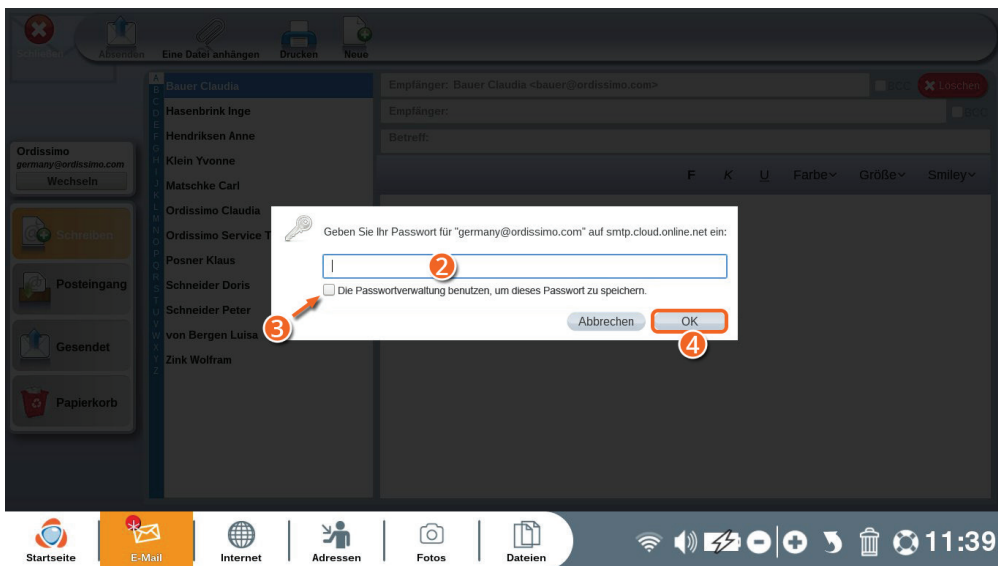 Schreiben
Absenden
Eine Datei anhängen
Drucken
Neue
Ordissimo
germany@ordissimo.com
Wechseln
Schreiben
Posteingang
Gesendet
Papierkorb
A
B
C
D
E
F
G
H
I
J
K
L
M
N
O
P
Q
R
S
T
U
V
W
X
Y
Z
Bauer Claudia
Hasenbrink Inge
Hendriksen Anne
Klein Yvonne
Matschke Carl
Ordissimo Claudia
Ordissimo Service T
Posner Klaus
Schneider Doris
Schneider Peter
von Bergen Luisa
Zink Wolfram
Empfänger: Bauer Claudia <bauer@ordissimo.com>
BCC
Löschen
Empfänger:
BCC
Betreff:
F K U Farbe Größe Smiley
Geben Sie Ihr Passwort für "germany@ordissimo.com" auf smtp.cloud.online.net ein:
2
Die Passwortverwaltung benutzen, um dieses Passwort zu speichern.
3
Abbrechen
OK
4
Startseite
E-Mail
Internet
Adressen
Fotos
Dateien
11:39